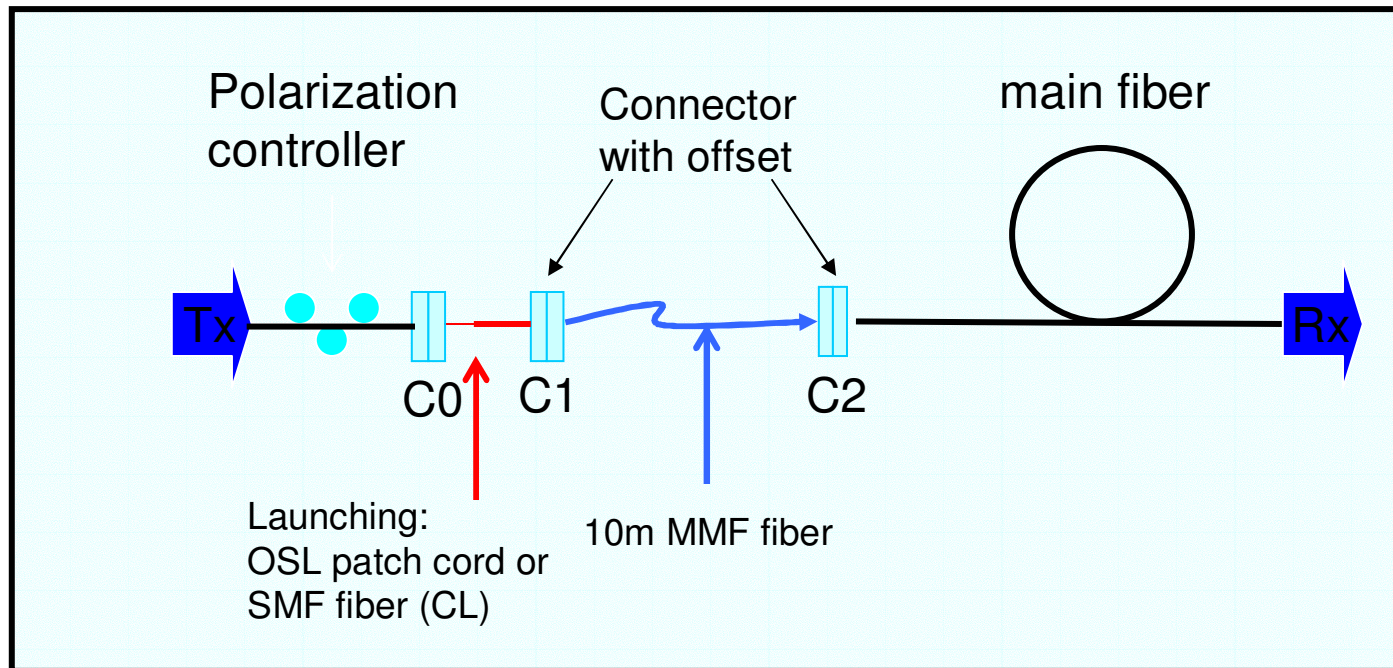 Polarization
controller
Connector
with offset
main fiber
Tx
Rx
C0
C1
C2
Launching:
OSL patch cord or
SMF fiber (CL)
10m MMF fiber